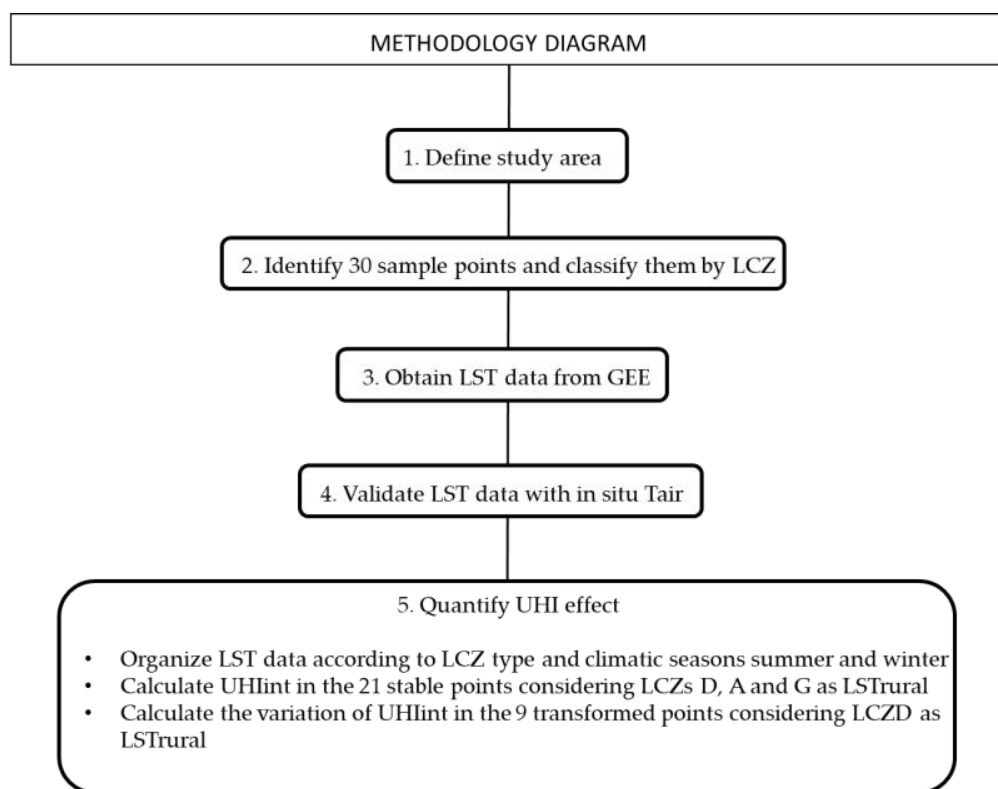 METHODOLOGY DIAGRAM
1. Define study area
2. Identify 30 sample points and classify them by LCZ
3. Obtain LST data from GEE
4. Validate LST data with in situ Tair
5. Quantify UHI effect
• Organize LST data according to LCZ type and climatic seasons summer and winter
• Calculate UHIint in the 21 stable points considering LCZs D, A and G as LSTrural
• Calculate the variation of UHIint in the 9 transformed points considering LCZD as
LSTrural